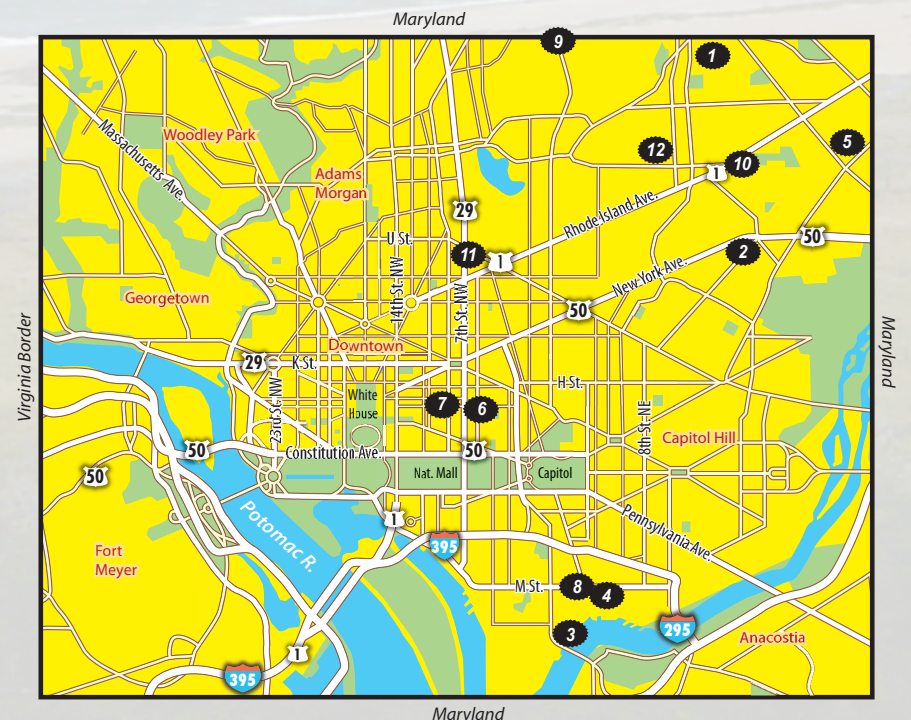 Maryland
9
1
Massachusetts Ave.
Woodley Park
12
10
5
1
Adams
Morgan
29
Rhode Island Ave.
U St.
11
1
50
2
14th St. NW
7th St. NW
New York Ave.
Georgetown
50
Virginia Border
Maryland
Downtown
29
K St.
23rd St. NW
White
House
7
6
H St.
8th St. NE
Capitol Hill
50
Constitution Ave.
50
50
Nat. Mall
Capitol
Potomac R.
1
395
Pennsylvania Ave.
Fort
Meyer
M St.
8
4
3
295
Anacostia
1
395
Maryland